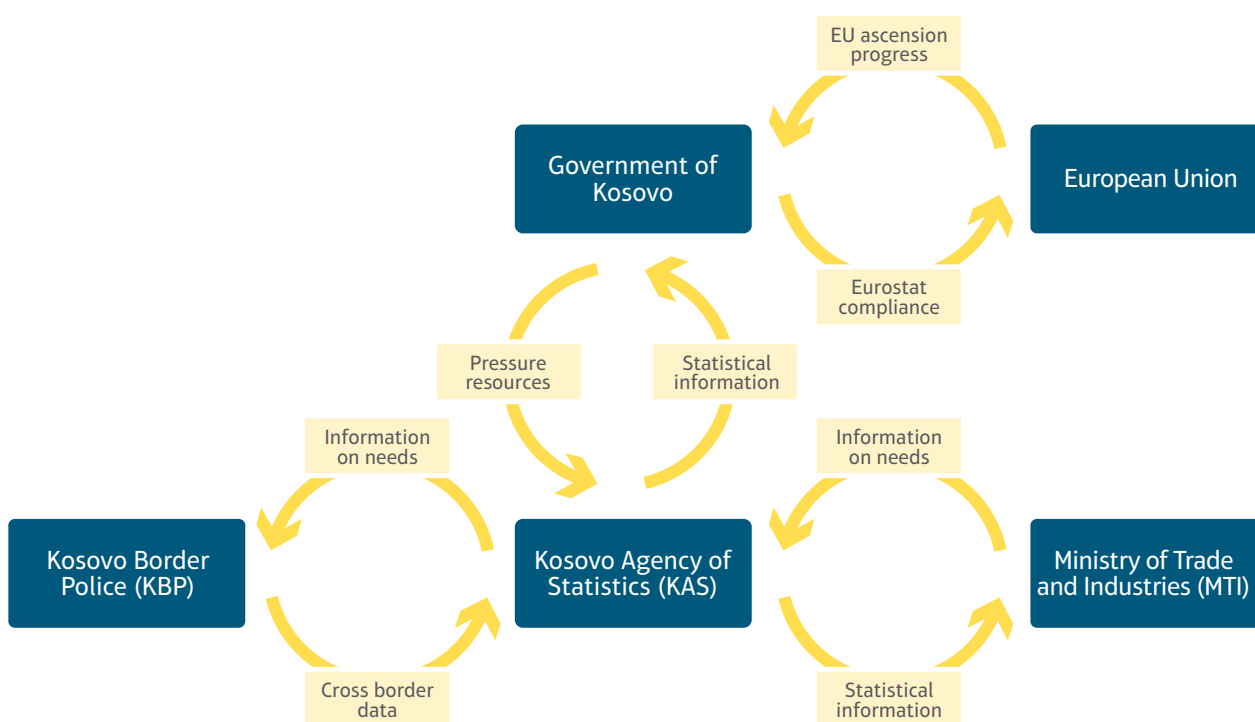 EU ascension
progress
Government of
Kosovo
European Union
Eurostat
compliance
Pressure
resources
Statistical
information
Information
on needs
Information
on needs
Kosovo Border
Police (KBP)
Kosovo Agency of
Statistics (KAS)
Ministry of Trade
and Industries (MTI)
Cross border
data
Statistical
information